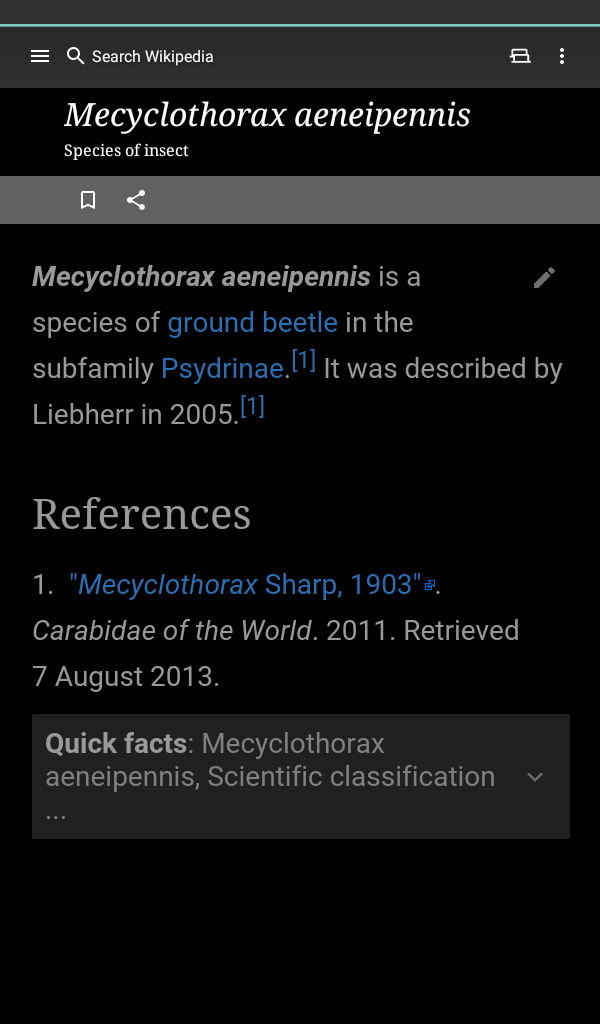 Search Wikipedia
Mecyclothorax aeneipennis
Species of insect
Mecyclothorax aeneipennis is a
species of ground beetle in the
subfamily Psydrinae.[1] It was described by
Liebherr in 2005.[1]
References
1. "Mecyclothorax Sharp, 1903".
Carabidae of the World. 2011. Retrieved
7 August 2013.
Quick facts: Mecyclothorax
aeneipennis, Scientific classification
...